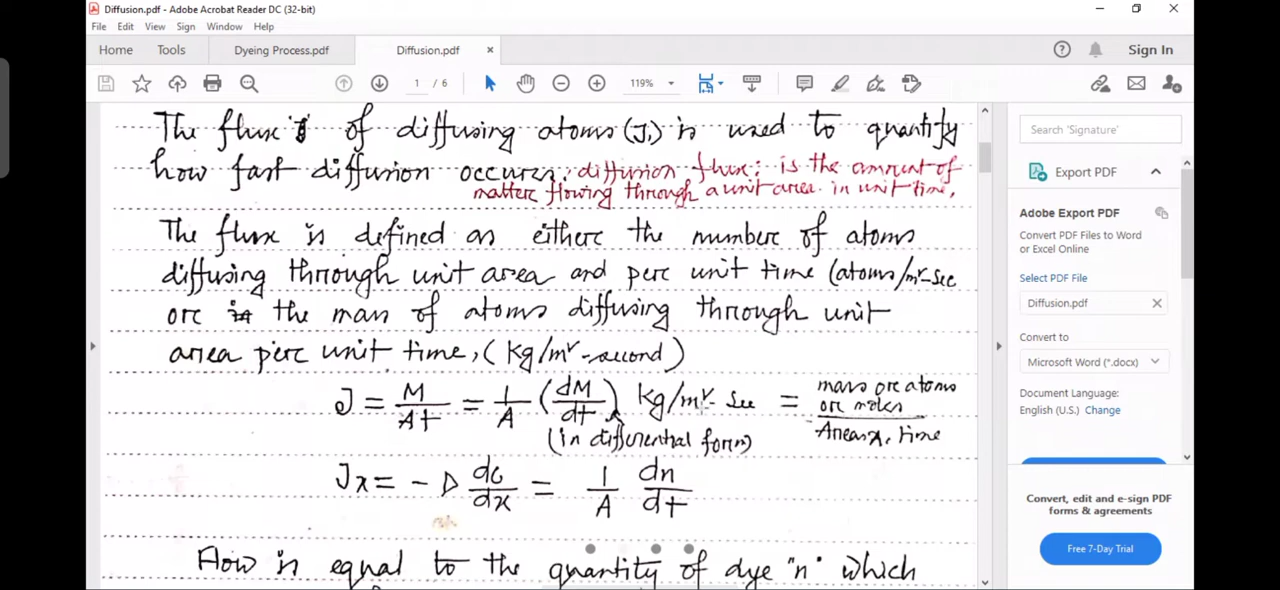 Diffusion.pdf - Adobe Acrobat Reader DC (32-bit)
File Edit View Sign Window Help
Home Tools Dyeing Process.pdf Diffusion.pdf × Sign In
1 / 6 119%
The flux of diffusing atoms (J,) is used to quantify
how fast diffusion occurs. diffusion flux: is the amount of
matter flowing through a unit area in unit time.
The flux is defined as either the number of atoms
diffusing through unit area and per unit time (atoms/m²-sec
or the mass of atoms diffusing through unit
area per unit time, (Kg/m²-second)
J = M/At = 1/A (dM/dt) kg/m²- sec = mass or atoms or moles / Area x, time
(in differential form)
Jx = - D dc/dx = 1/A dn/dt
Flow is equal to the quantity of dye "n" which
Search 'Signature'
Export PDF
Adobe Export PDF
Convert PDF Files to Word
or Excel Online
Select PDF File
Diffusion.pdf ×
Convert to
Microsoft Word (*.docx)
Document Language:
English (U.S.) Change
Convert, edit and e-sign PDF
forms & agreements
Free 7-Day Trial